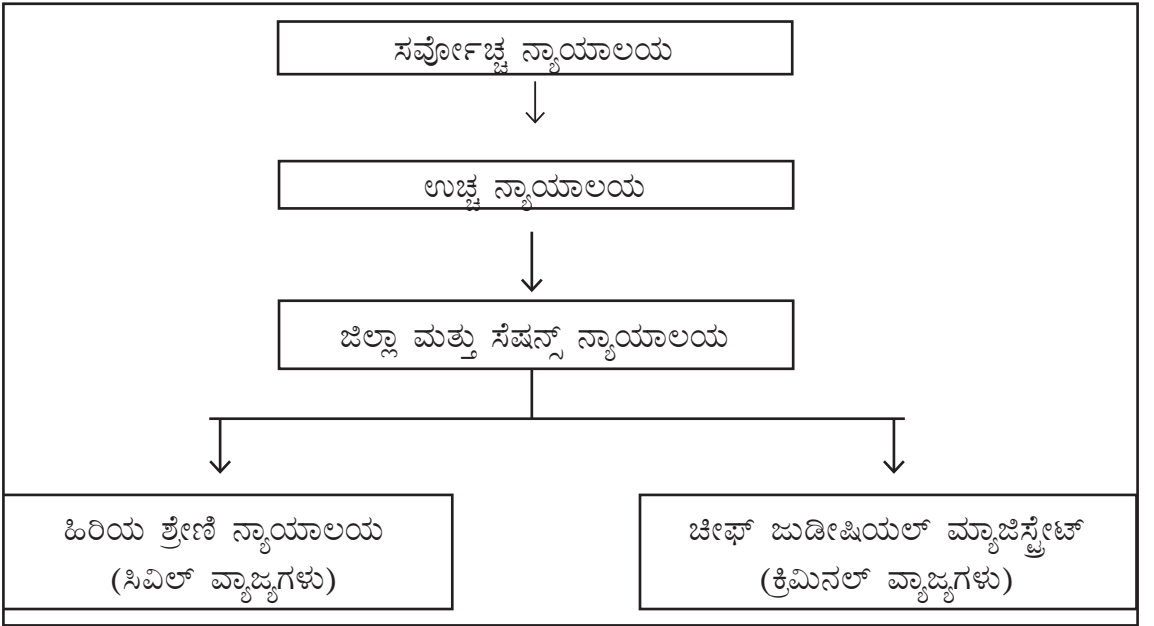 ಸರ್ವೋಚ್ಚ ನ್ಯಾಯಾಲಯ
ಉಚ್ಚ ನ್ಯಾಯಾಲಯ
ಜಿಲ್ಲಾ ಮತ್ತು ಸೆಷನ್ಸ್ ನ್ಯಾಯಾಲಯ
ಹಿರಿಯ ಶ್ರೇಣಿ ನ್ಯಾಯಾಲಯ
(ಸಿವಿಲ್ ವ್ಯಾಜ್ಯಗಳು)
ಚೀಫ್ ಜುಡೀಷಿಯಲ್ ಮ್ಯಾಜಿಸ್ಟ್ರೇಟ್
(ಕ್ರಿಮಿನಲ್ ವ್ಯಾಜ್ಯಗಳು)